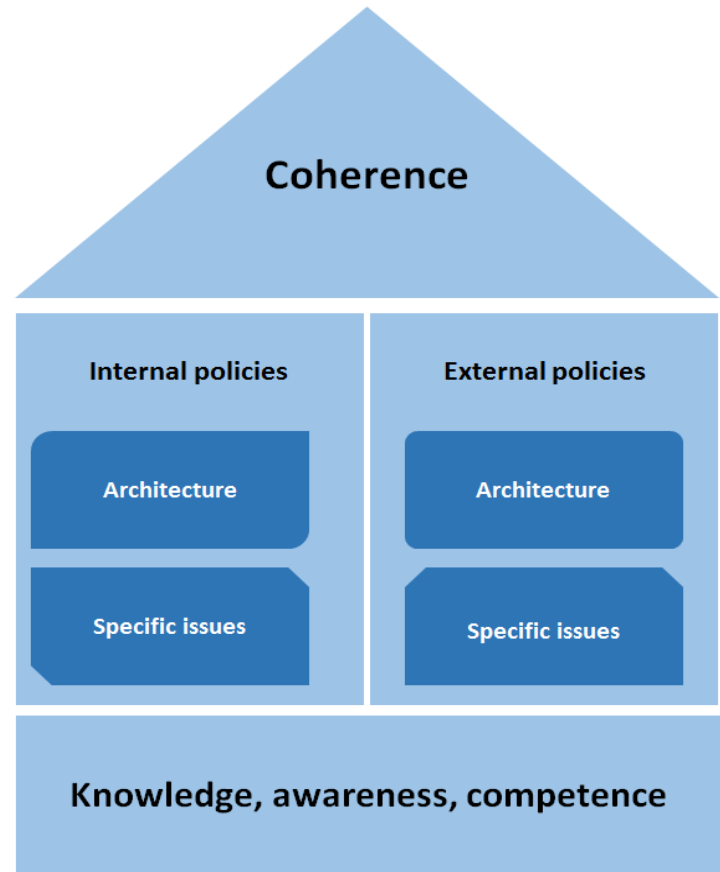 Coherence
Internal policies
Architecture
Specific issues
External policies
Architecture
Specific issues
Knowledge, awareness, competence